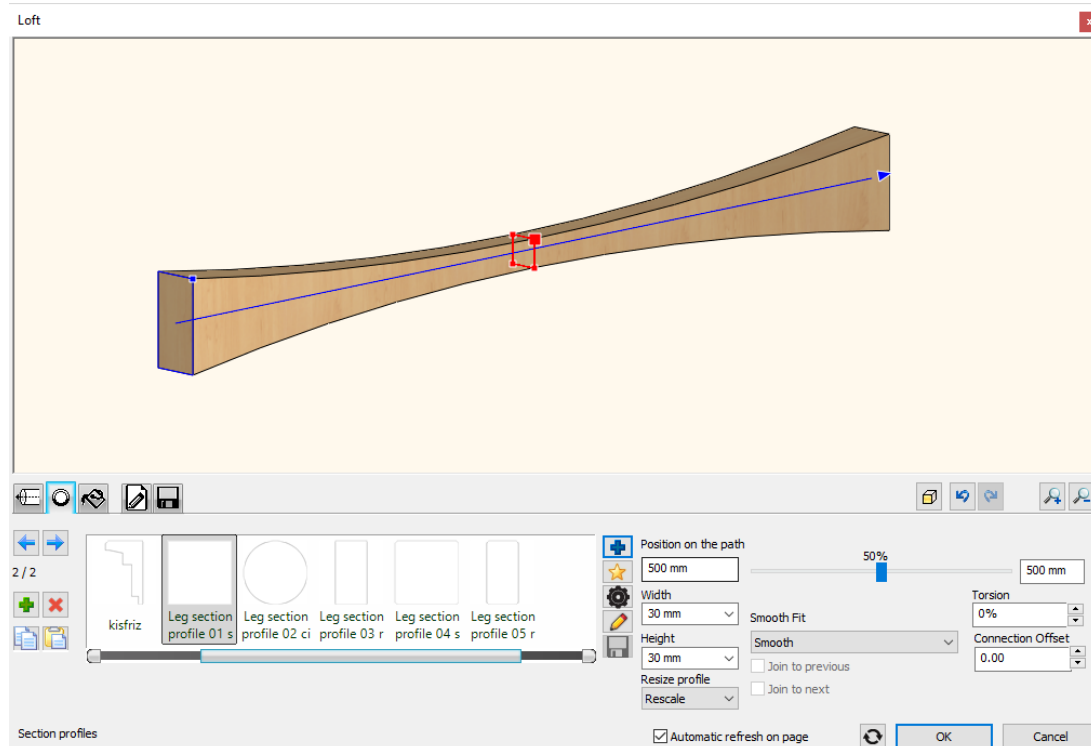 Loft
x
Position on the path
500 mm
50%
500 mm
2 / 2
Width
30 mm
Smooth Fit
Torsion
0%
kisfriz
Leg section
profile 01 s
Leg section
profile 02 ci
Leg section
profile 03 r
Leg section
profile 04 s
Leg section
profile 05 r
Height
30 mm
Smooth
Connection Offset
0.00
Join to previous
Resize profile
Rescale
Join to next
Section profiles
Automatic refresh on page
OK
Cancel